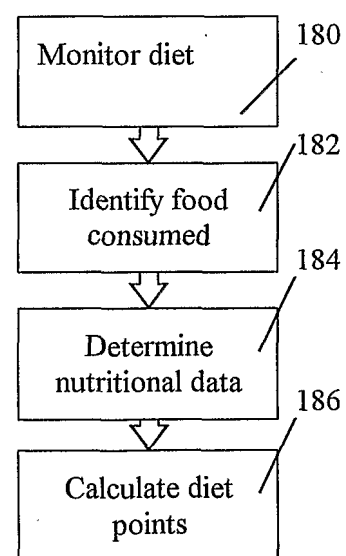 Monitor diet
180
182
Identify food
consumed
184
Determine
nutritional data
186
Calculate diet
points